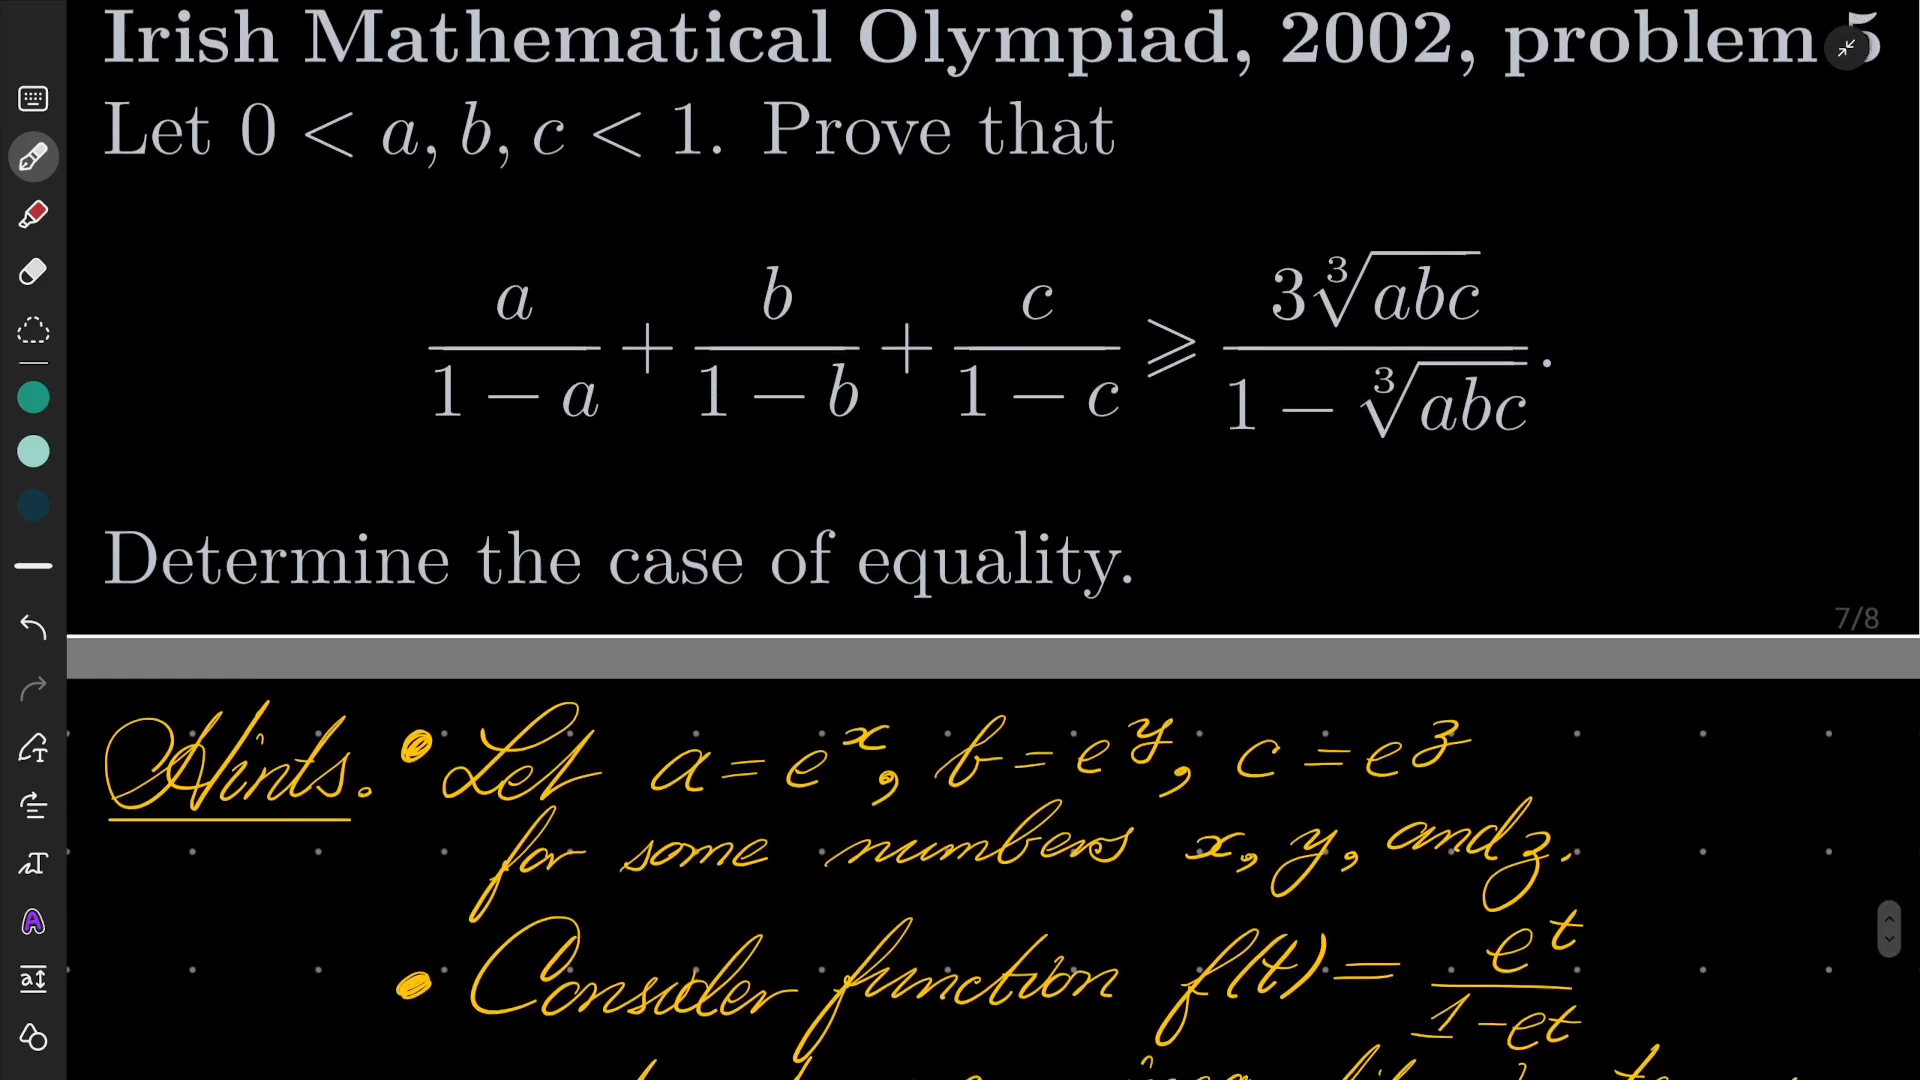 Irish Mathematical Olympiad, 2002, problem 5
Let 0 < a, b, c < 1. Prove that
a/(1 − a) + b/(1 − b) + c/(1 − c) ⩾ 3∛(abc)/(1 − ∛(abc)).
Determine the case of equality.
7/8
Hints. • Let a = e^x, b = e^y, c = e^z
for some numbers x, y, and z.
• Consider function f(t) = e^t/(1 − e^t)